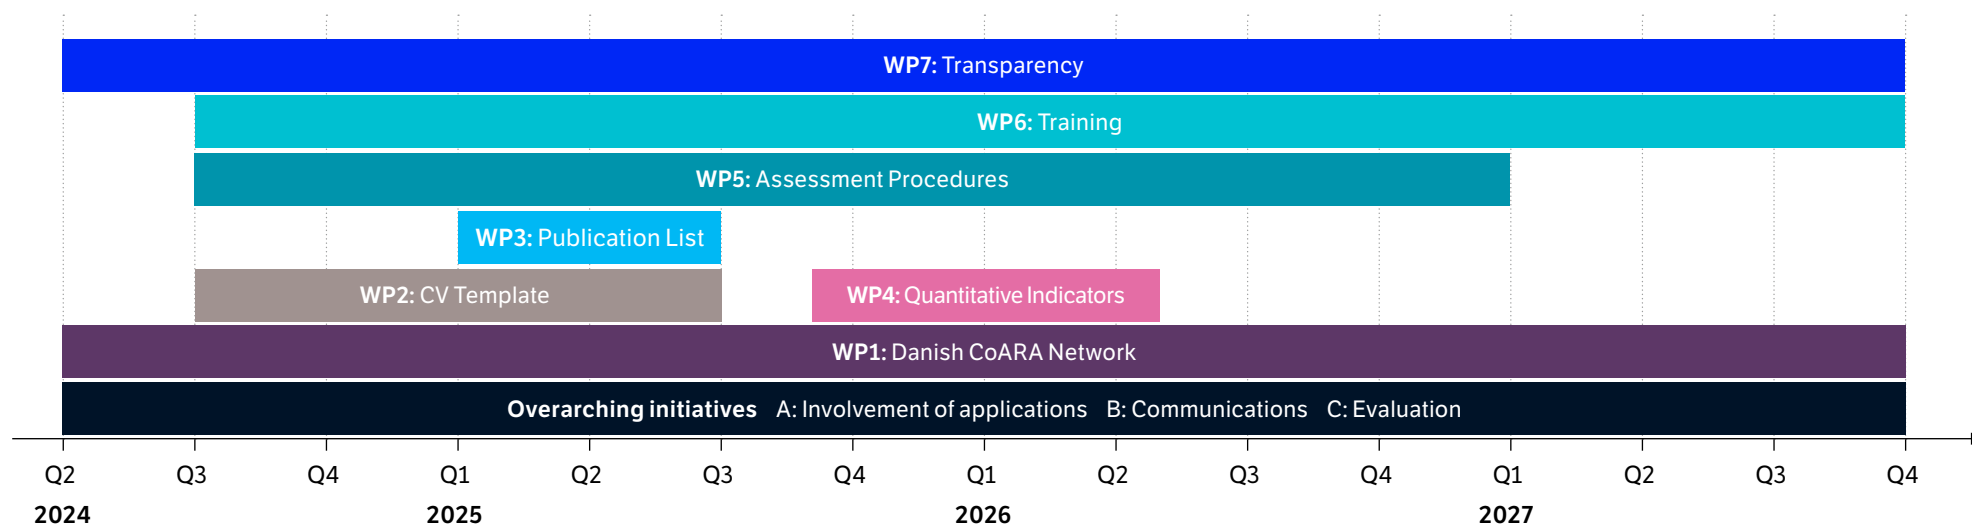 WP7: Transparency
WP6: Training
WP5: Assessment Procedures
WP3: Publication List
WP2: CV Template
WP4: Quantitative Indicators
WP1: Danish CoARA Network
Overarching initiatives A: Involvement of applications B: Communications C: Evaluation
Q2 Q3 Q4 Q1 Q2 Q3 Q4 Q1 Q2 Q3 Q4 Q1 Q2 Q3 Q4
2024 2025 2026 2027